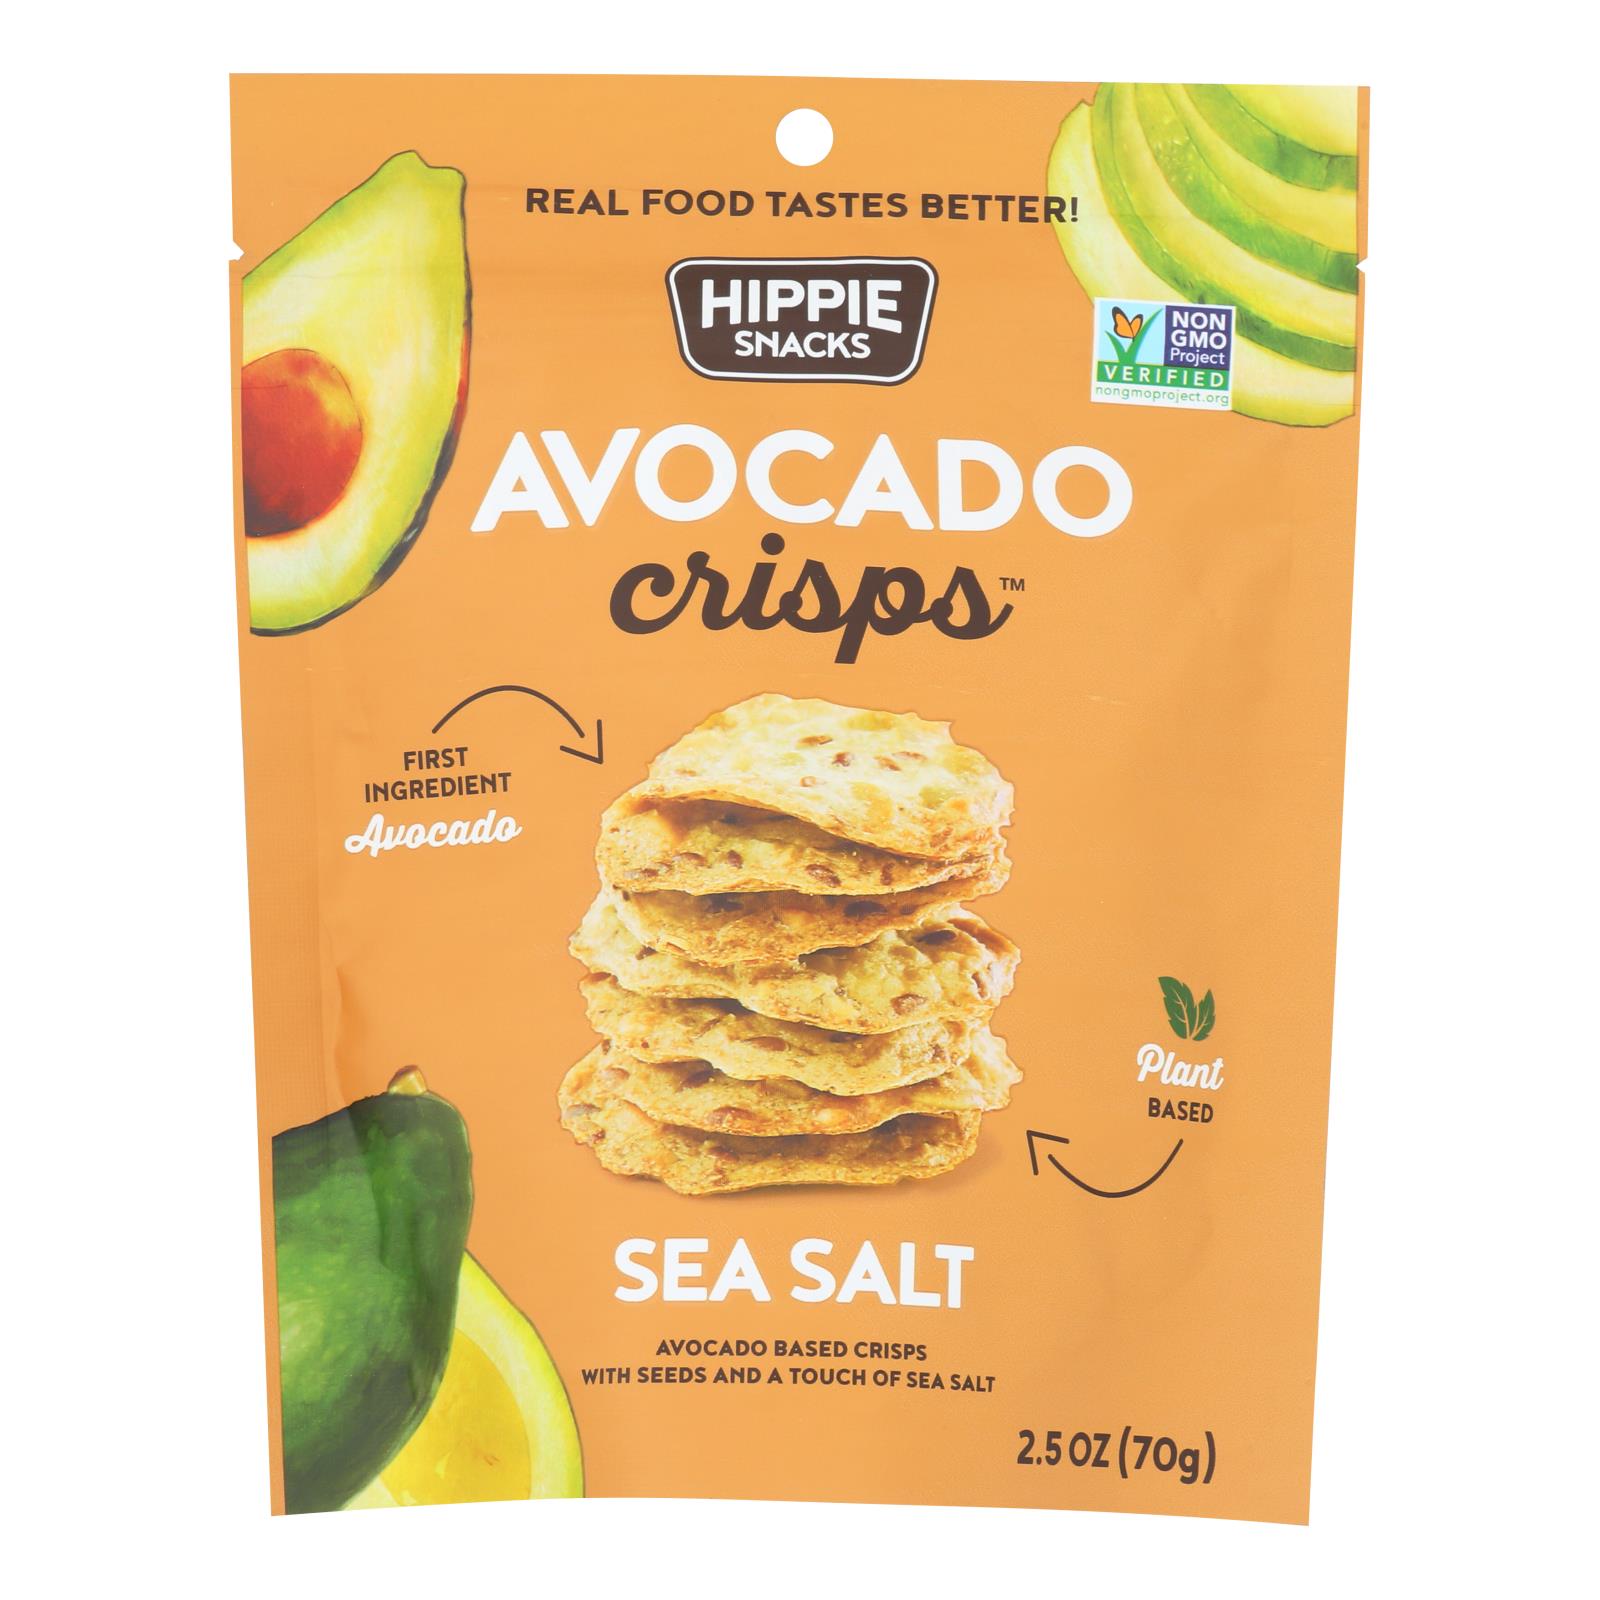 REAL FOOD TASTES BETTER!
HIPPIE
SNACKS
NON
GMO
Project
VERIFIED
nongmoproject.org
AVOCADO
crisps™
FIRST
INGREDIENT
Avocado
Plant
BASED
SEA SALT
AVOCADO BASED CRISPS
WITH SEEDS AND A TOUCH OF SEA SALT
2.5 OZ (70g)